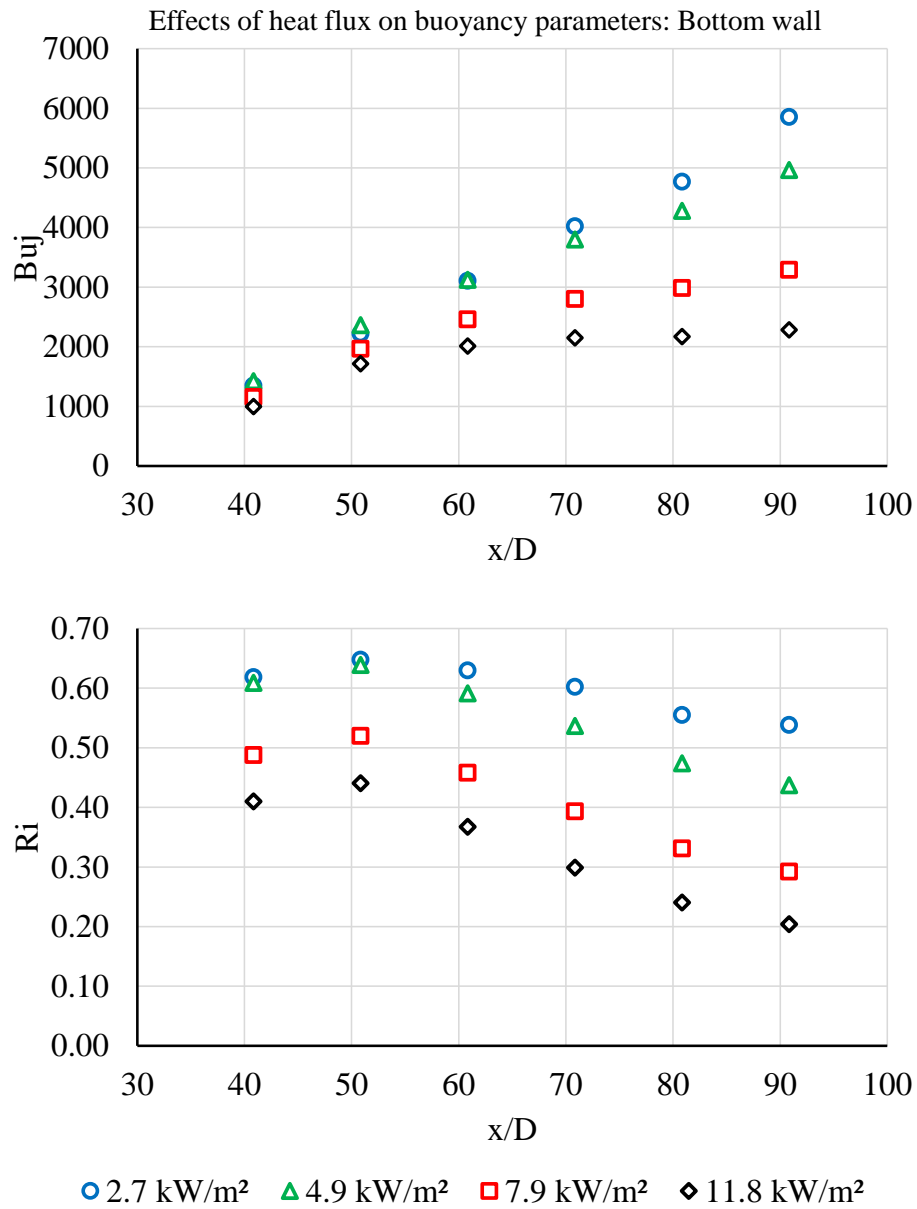 Effects of heat flux on buoyancy parameters: Bottom wall
7000
6000
5000
4000
3000
2000
1000
0
Buj
30 40 50 60 70 80 90 100
x/D
0.70
0.60
0.50
0.40
0.30
0.20
0.10
0.00
Ri
30 40 50 60 70 80 90 100
x/D
2.7 kW/m² 4.9 kW/m² 7.9 kW/m² 11.8 kW/m²